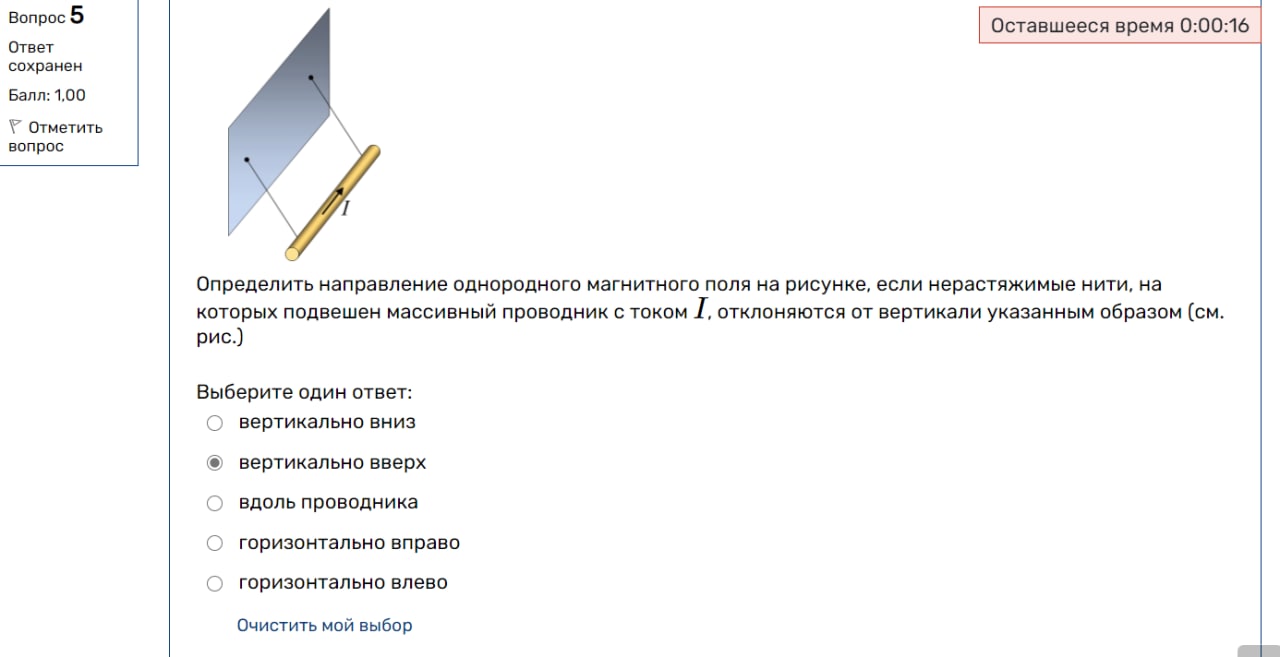 Вопрос 5
Ответ
сохранен
Балл: 1,00
Отметить
вопрос
Оставшееся время 0:00:16
I
Определить направление однородного магнитного поля на рисунке, если нерастяжимые нити, на
которых подвешен массивный проводник с током I, отклоняются от вертикали указанным образом (см.
рис.)
Выберите один ответ:
вертикально вниз
вертикально вверх
вдоль проводника
горизонтально вправо
горизонтально влево
Очистить мой выбор